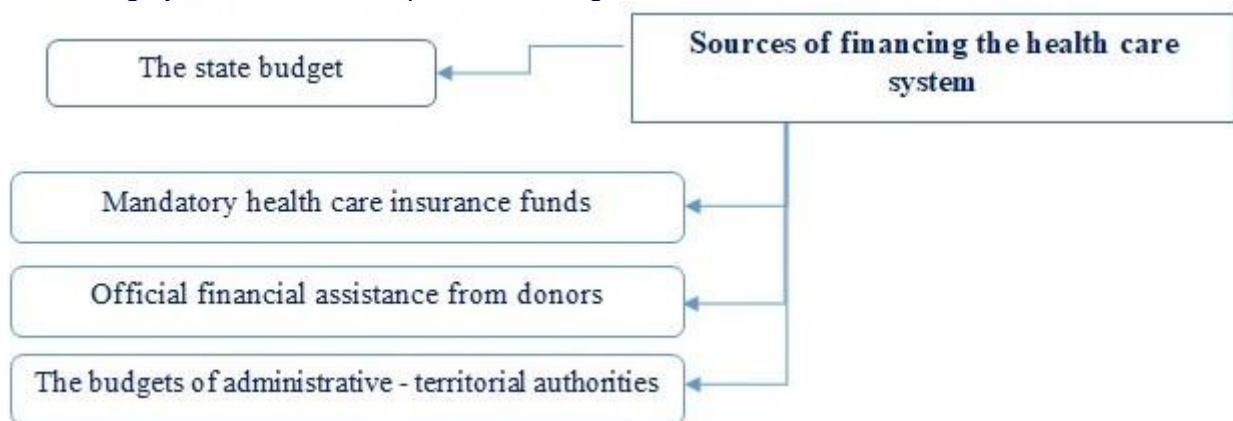 Sources of financing the health care
system
The state budget
Mandatory health care insurance funds
Official financial assistance from donors
The budgets of administrative - territorial authorities